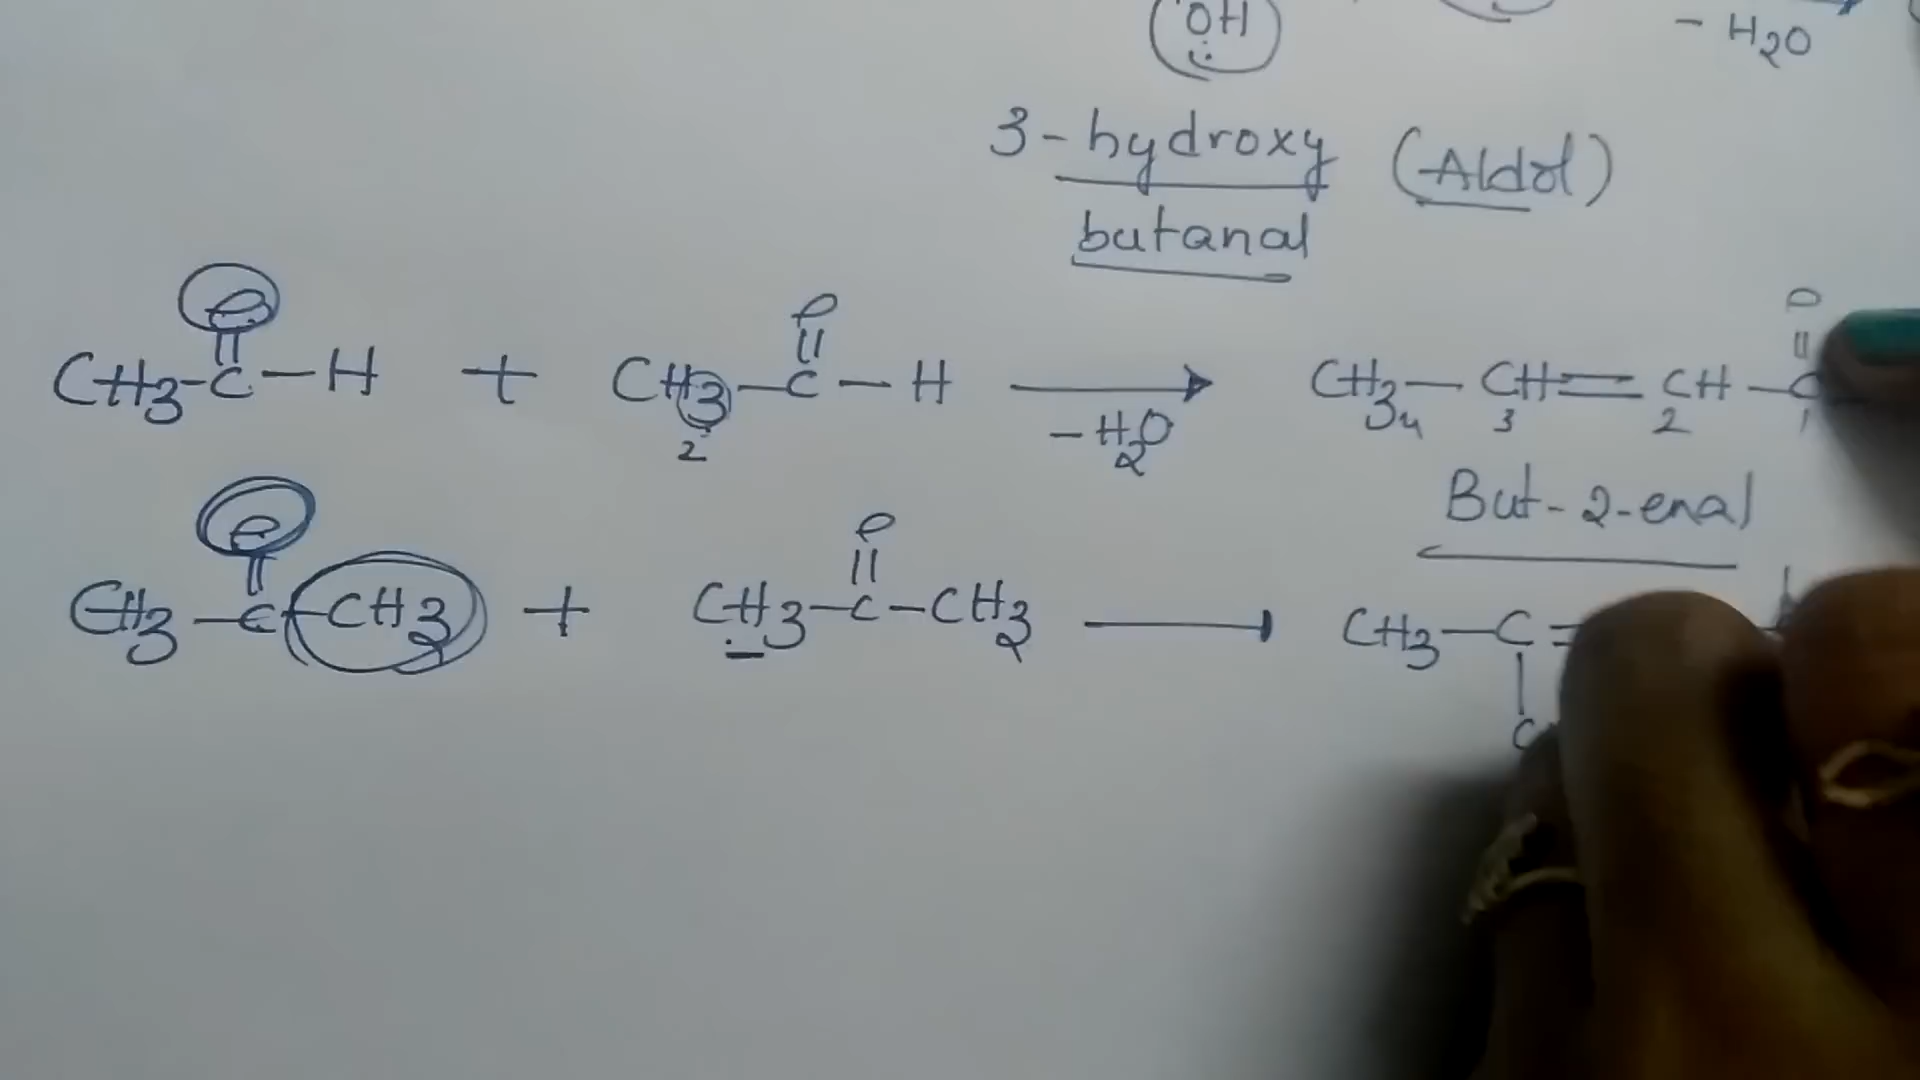 OH
- H2O
3-hydroxy (Aldol)
butanal
O O O
CH3-C-H + CH3-C-H → CH3-CH=CH-C
2 -H2O 4 3 2 1
But-2-enal
O O
CH3-C-CH3 + CH3-C-CH3 → CH3-C=
C